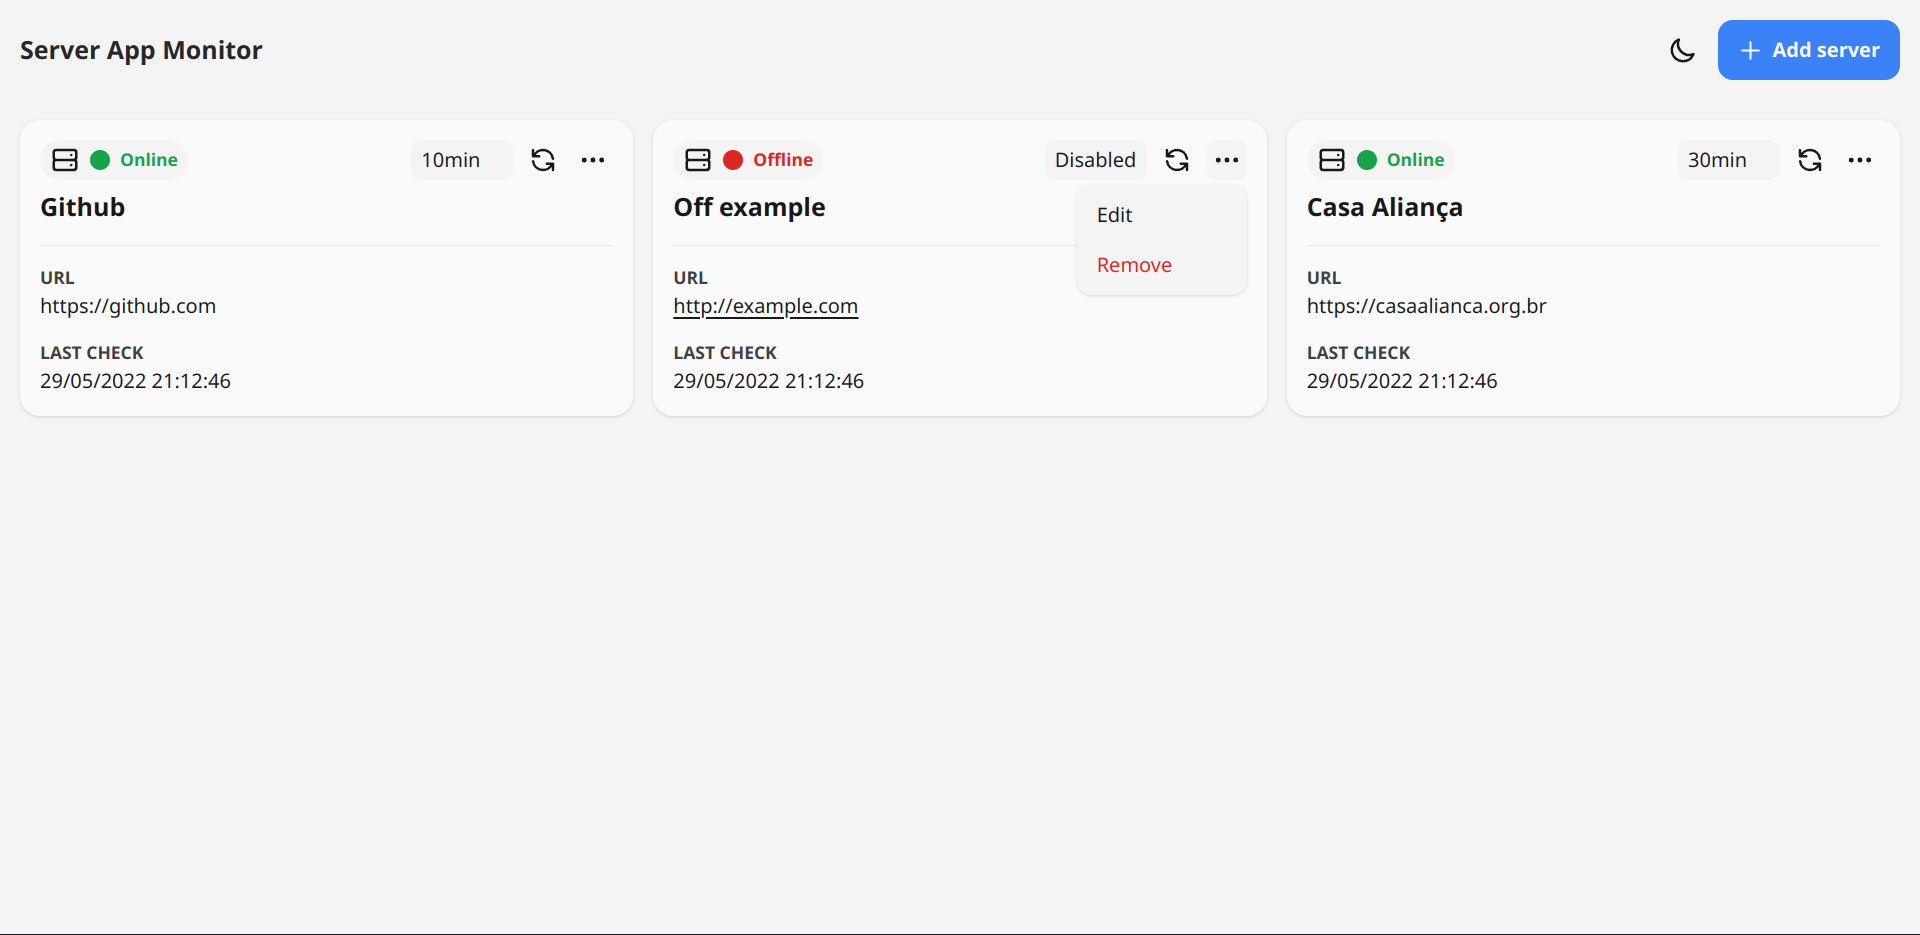 Server App Monitor
Add server
Online
10min
Github
URL
https://github.com
LAST CHECK
29/05/2022 21:12:46
Offline
Disabled
Off example
Edit
Remove
URL
http://example.com
LAST CHECK
29/05/2022 21:12:46
Online
30min
Casa Aliança
URL
https://casaalianca.org.br
LAST CHECK
29/05/2022 21:12:46